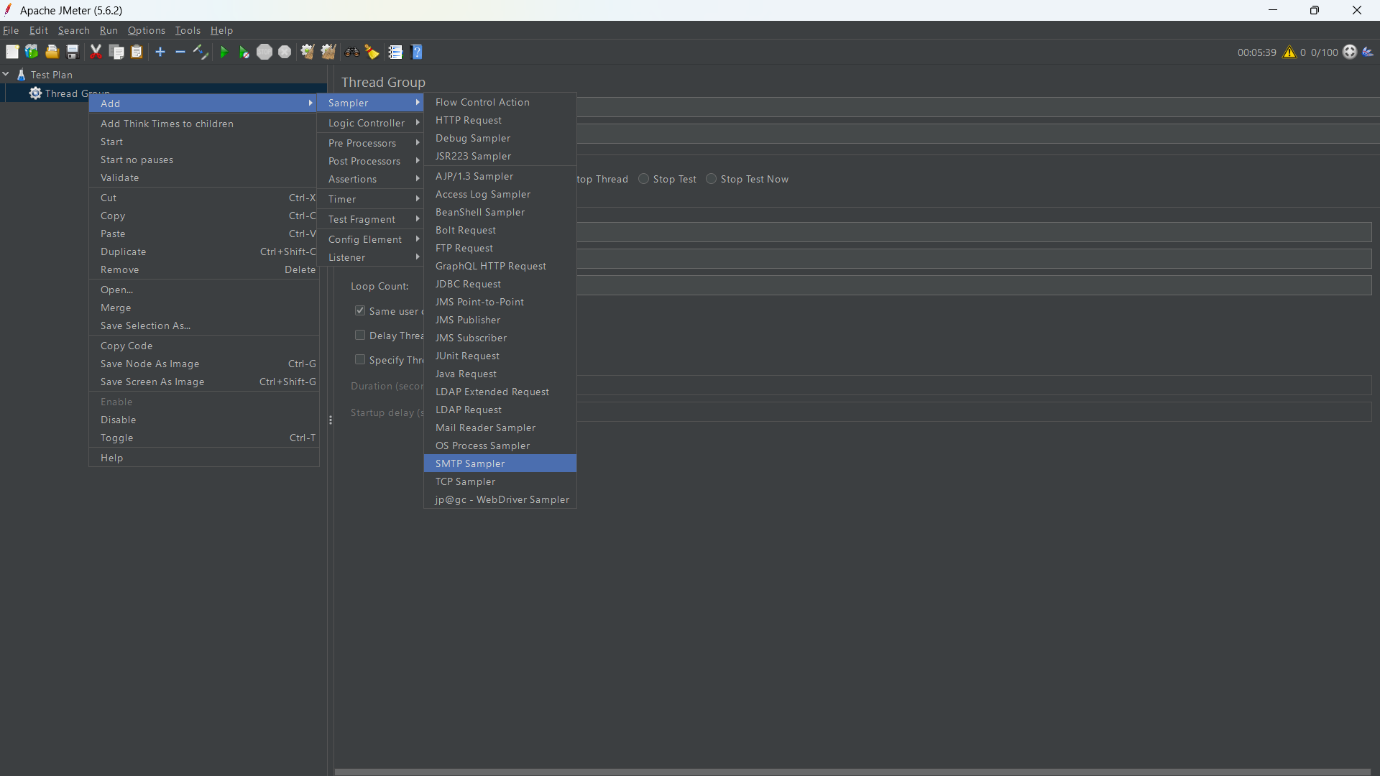 Apache JMeter (5.6.2)
File Edit Search Run Options Tools Help
00:05:39 0 0/100
Test Plan
Thread Group
Thread Group
Add
Add Think Times to children
Start
Start no pauses
Validate
Cut Ctrl-X
Copy Ctrl-C
Paste Ctrl-V
Duplicate Ctrl+Shift-C
Remove Delete
Open...
Merge
Save Selection As...
Copy Code
Save Node As Image Ctrl-G
Save Screen As Image Ctrl+Shift-G
Enable
Disable
Toggle Ctrl-T
Help
Sampler
Logic Controller
Pre Processors
Post Processors
Assertions
Timer
Test Fragment
Config Element
Listener
Flow Control Action
HTTP Request
Debug Sampler
JSR223 Sampler
AJP/1.3 Sampler
Access Log Sampler
BeanShell Sampler
Bolt Request
FTP Request
GraphQL HTTP Request
JDBC Request
JMS Point-to-Point
JMS Publisher
JMS Subscriber
JUnit Request
Java Request
LDAP Extended Request
LDAP Request
Mail Reader Sampler
OS Process Sampler
SMTP Sampler
TCP Sampler
jp@gc - WebDriver Sampler
top Thread Stop Test Stop Test Now
Loop Count:
Same user
Delay Threa
Specify Thr
Duration (secon
Startup delay (s